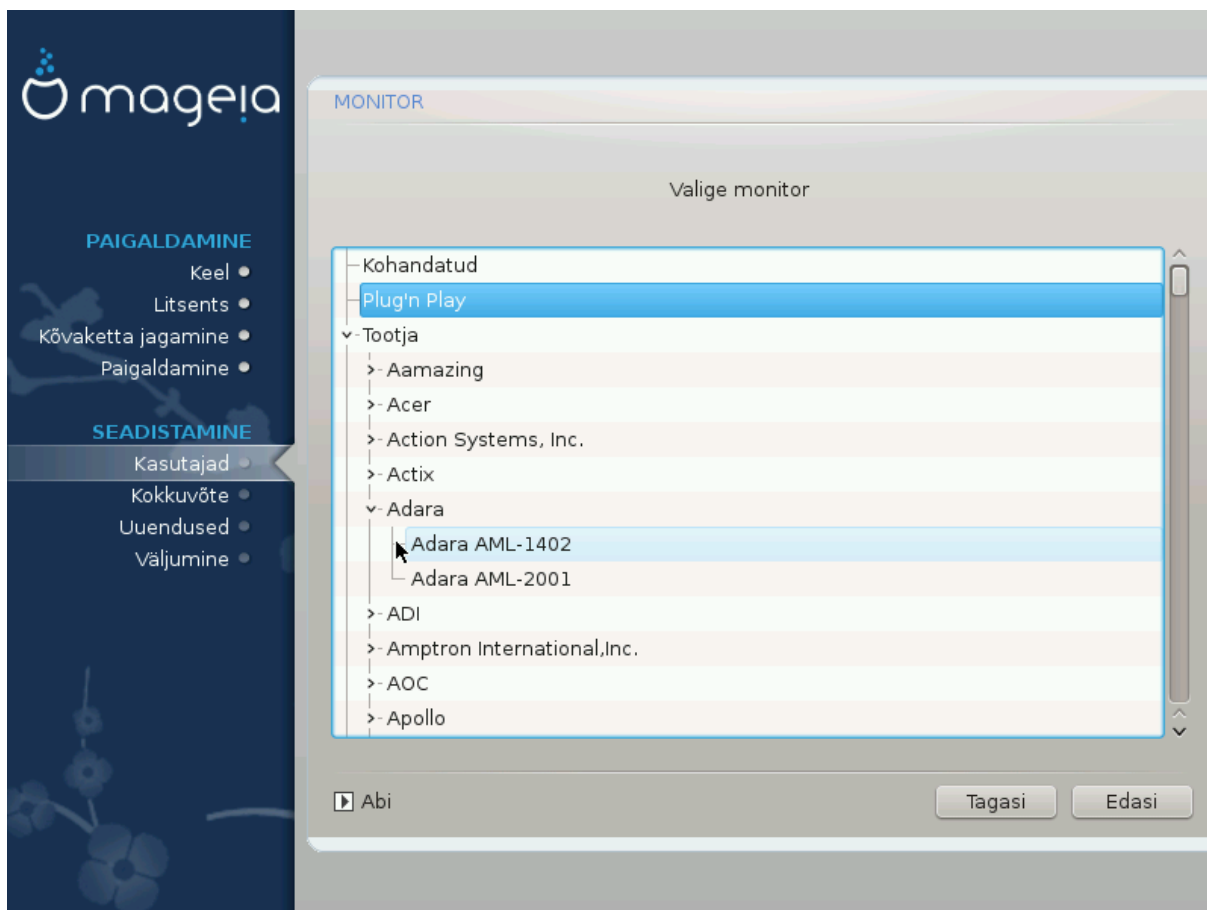 mageia
PAIGALDAMINE
Keel
Litsents
Kõvaketta jagamine
Paigaldamine
SEADISTAMINE
Kasutajad
Kokkuvõte
Uuendused
Väljumine
MONITOR
Valige monitor
Kohandatud
Plug'n Play
Tootja
Aamazing
Acer
Action Systems, Inc.
Actix
Adara
Adara AML-1402
Adara AML-2001
ADI
Amptron International,Inc.
AOC
Apollo
Abi
Tagasi
Edasi